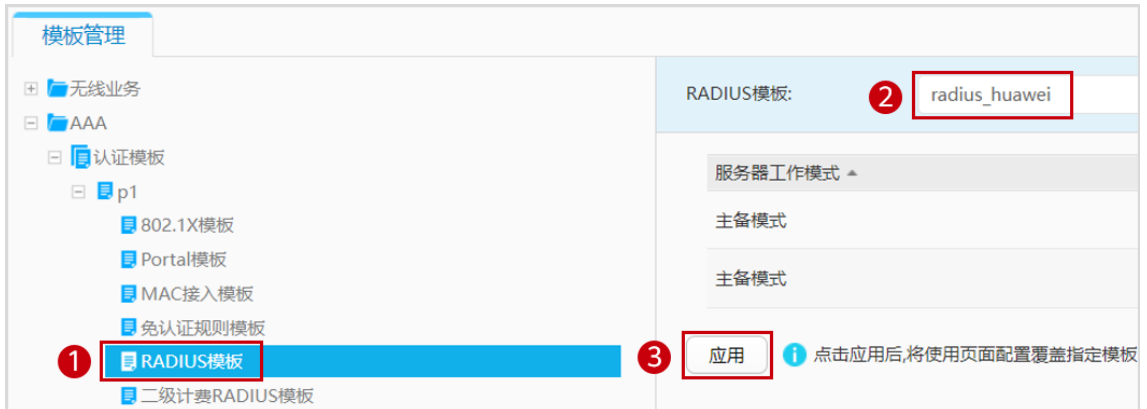 模板管理
无线业务
AAA
认证模板
p1
802.1X模板
Portal模板
MAC接入模板
免认证规则模板
1 RADIUS模板
二级计费RADIUS模板
RADIUS模板: 2 radius_huawei
服务器工作模式
主备模式
主备模式
3 应用 i 点击应用后,将使用页面配置覆盖指定模板